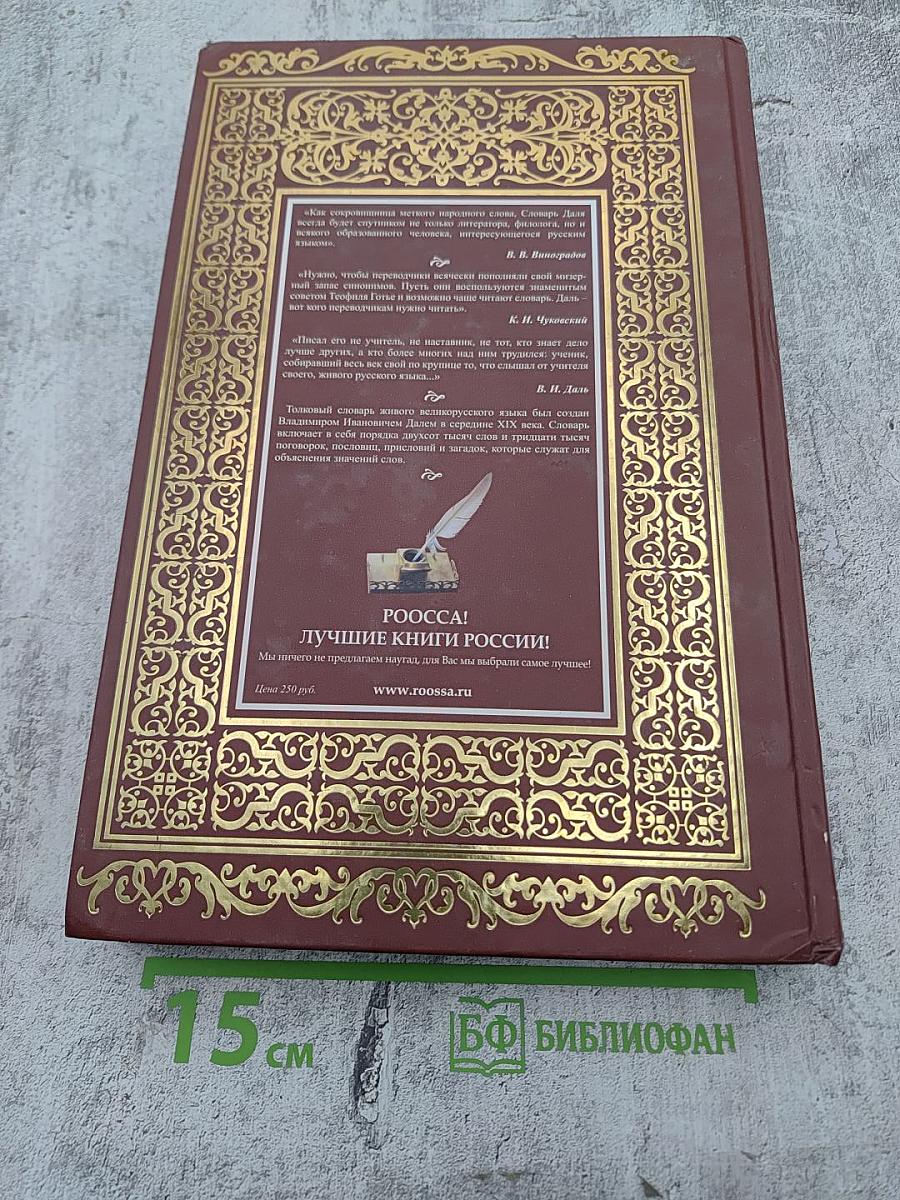 «Как сокровищница меткого народного слова, Словарь Даля
всегда будет спутником не только литератора, филолога, но и
всякого образованного человека, интересующегося русским
языком».
В. В. Виноградов
«Нужно, чтобы переводчики всячески пополняли свой мизер-
ный запас синонимов. Пусть они воспользуются знаменитым
советом Теофиля Готье и возможно чаще читают словарь. Даль –
вот кого переводчикам нужно читать».
К. И. Чуковский
«Писал его не учитель, не наставник, не тот, кто знает дело
лучше других, а кто более многих над ним трудился: ученик,
собиравший весь век свой по крупице то, что слышал от учителя
своего, живого русского языка...»
В. И. Даль
Толковый словарь живого великорусского языка был создан
Владимиром Ивановичем Далем в середине XIX века. Словарь
включает в себя порядка двухсот тысяч слов и тридцати тысяч
поговорок, пословиц, присловий и загадок, которые служат для
объяснения значений слов.
РООССА!
ЛУЧШИЕ КНИГИ РОССИИ!
Мы ничего не предлагаем наугад, для Вас мы выбрали самое лучшее!
Цена 250 руб.
www.roossa.ru
15 см
БФ БИБЛИОФАН